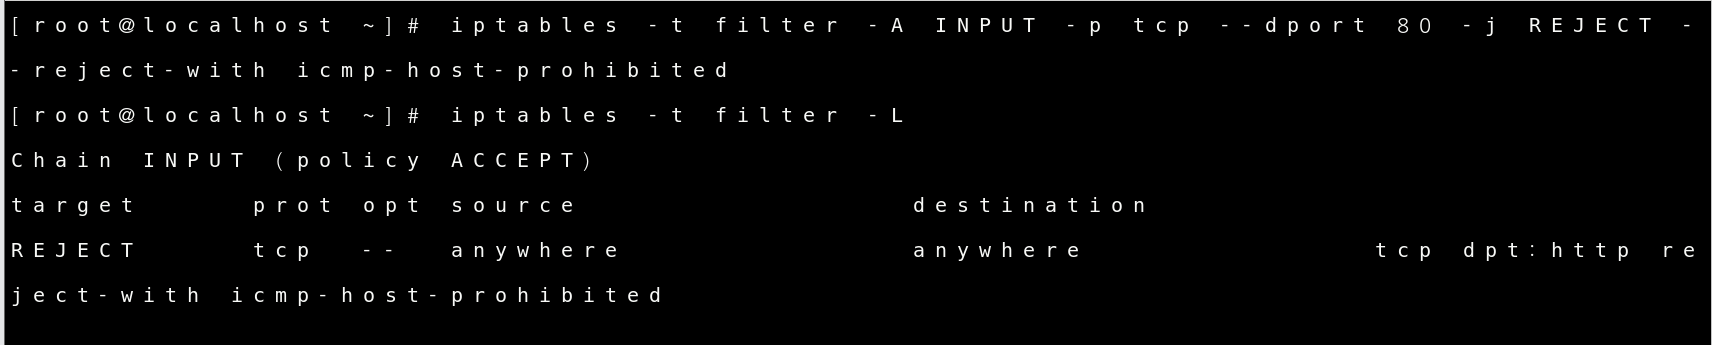 [root@localhost ~]# iptables -t filter -A INPUT -p tcp --dport 80 -j REJECT -
-reject-with icmp-host-prohibited
[root@localhost ~]# iptables -t filter -L
Chain INPUT (policy ACCEPT)
target     prot opt source               destination
REJECT     tcp  --  anywhere             anywhere             tcp dpt:http re
ject-with icmp-host-prohibited